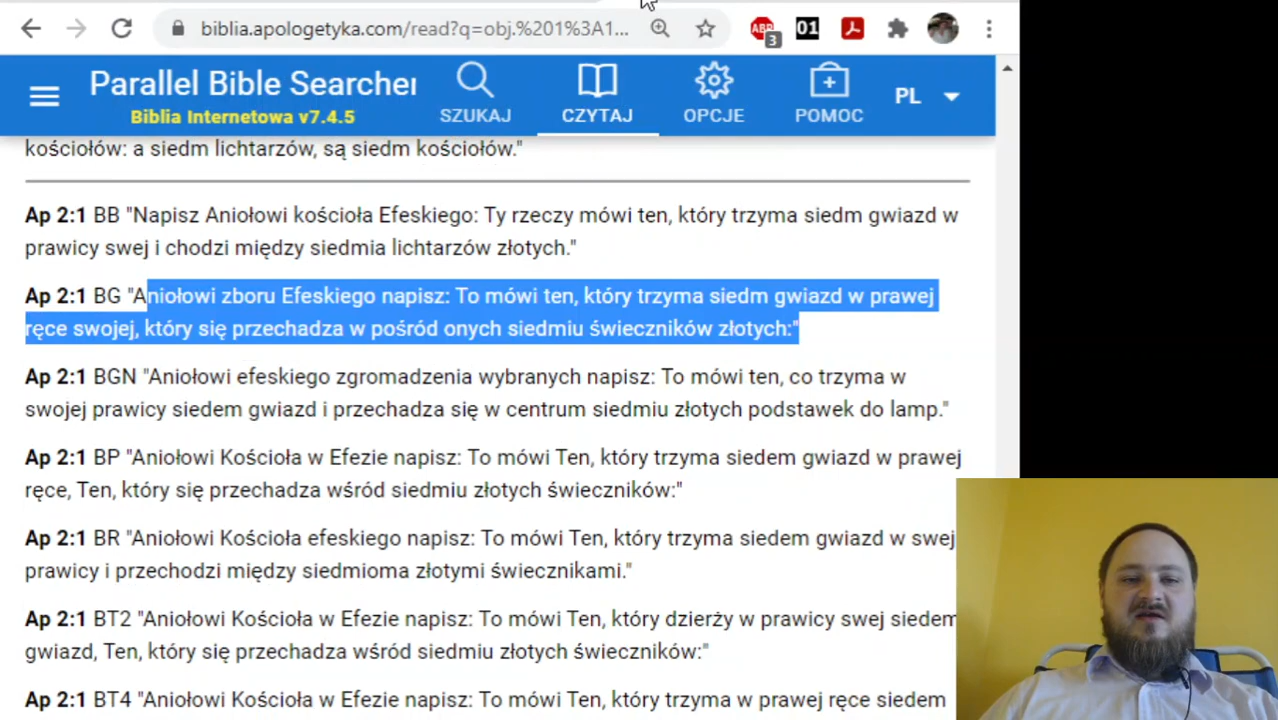 biblia.apologetyka.com/read?q=obj.%201%3A1...
ABP
3
01
Parallel Bible Searcher
Biblia Internetowa v7.4.5
SZUKAJ
CZYTAJ
OPCJE
POMOC
PL
kościołów: a siedm lichtarzów, są siedm kościołów."
Ap 2:1 BB "Napisz Aniołowi kościoła Efeskiego: Ty rzeczy mówi ten, który trzyma siedm gwiazd w
prawicy swej i chodzi między siedmia lichtarzów złotych."
Ap 2:1 BG "Aniołowi zboru Efeskiego napisz: To mówi ten, który trzyma siedm gwiazd w prawej
ręce swojej, który się przechadza w pośród onych siedmiu świeczników złotych:"
Ap 2:1 BGN "Aniołowi efeskiego zgromadzenia wybranych napisz: To mówi ten, co trzyma w
swojej prawicy siedem gwiazd i przechadza się w centrum siedmiu złotych podstawek do lamp."
Ap 2:1 BP "Aniołowi Kościoła w Efezie napisz: To mówi Ten, który trzyma siedem gwiazd w prawej
ręce, Ten, który się przechadza wśród siedmiu złotych świeczników:"
Ap 2:1 BR "Aniołowi Kościoła efeskiego napisz: To mówi Ten, który trzyma siedem gwiazd w swej
prawicy i przechodzi między siedmioma złotymi świecznikami."
Ap 2:1 BT2 "Aniołowi Kościoła w Efezie napisz: To mówi Ten, który dzierży w prawicy swej siedem
gwiazd, Ten, który się przechadza wśród siedmiu złotych świeczników:"
Ap 2:1 BT4 "Aniołowi Kościoła w Efezie napisz: To mówi Ten, który trzyma w prawej ręce siedem